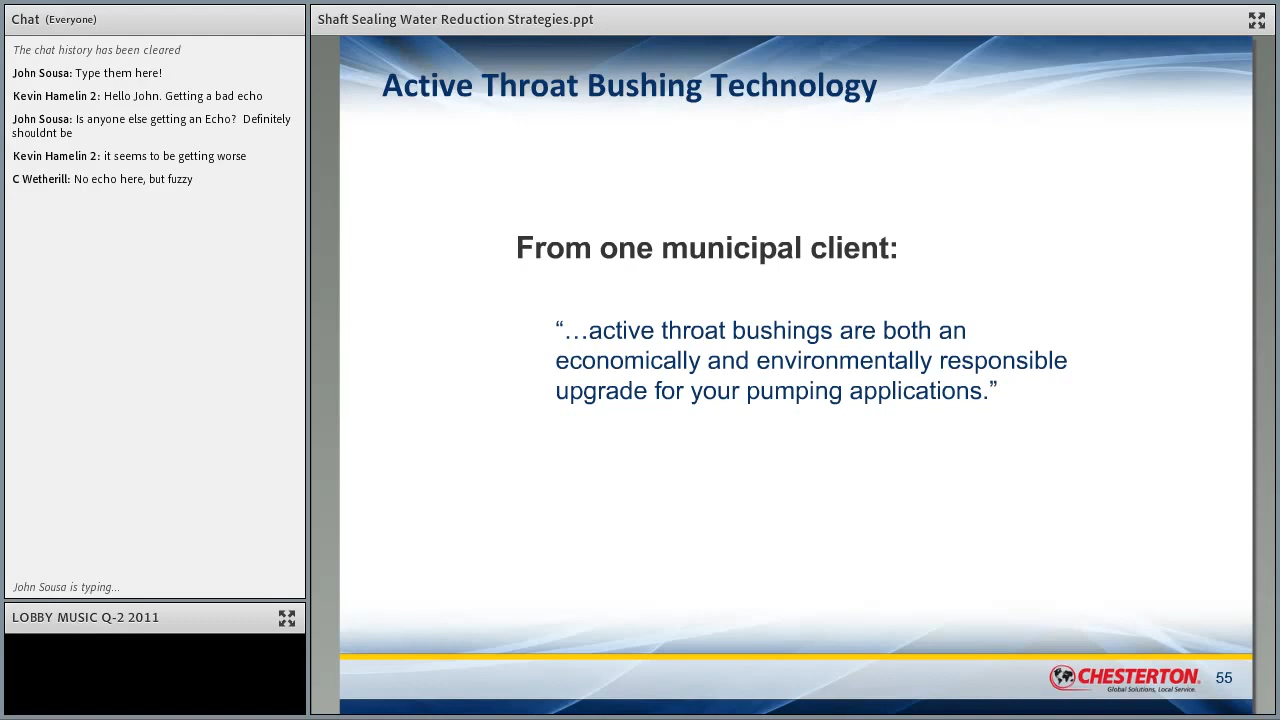 Chat (Everyone)
The chat history has been cleared
John Sousa: Type them here!
Kevin Hamelin 2: Hello John. Getting a bad echo
John Sousa: Is anyone else getting an Echo? Definitely
shouldnt be
Kevin Hamelin 2: it seems to be getting worse
C Wetherill: No echo here, but fuzzy
John Sousa is typing...
LOBBY MUSIC Q-2 2011
Shaft Sealing Water Reduction Strategies.ppt
Active Throat Bushing Technology
From one municipal client:
“…active throat bushings are both an
economically and environmentally responsible
upgrade for your pumping applications.”
CHESTERTON
Global Solutions, Local Service.
55